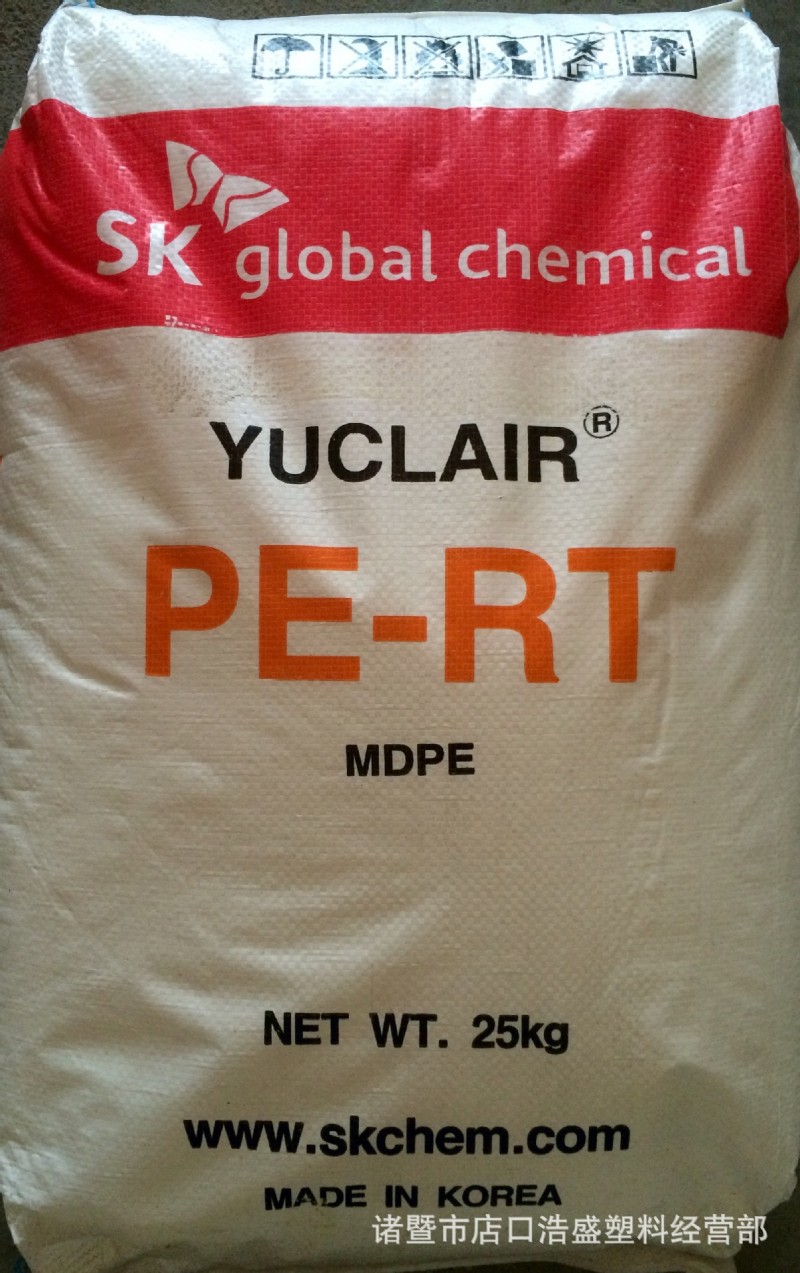 SK global chemical
YUCLAIR®
PE-RT
MDPE
NET WT. 25kg
www.skchem.com
MADE IN KOREA
诸暨市店口浩盛塑料经营部